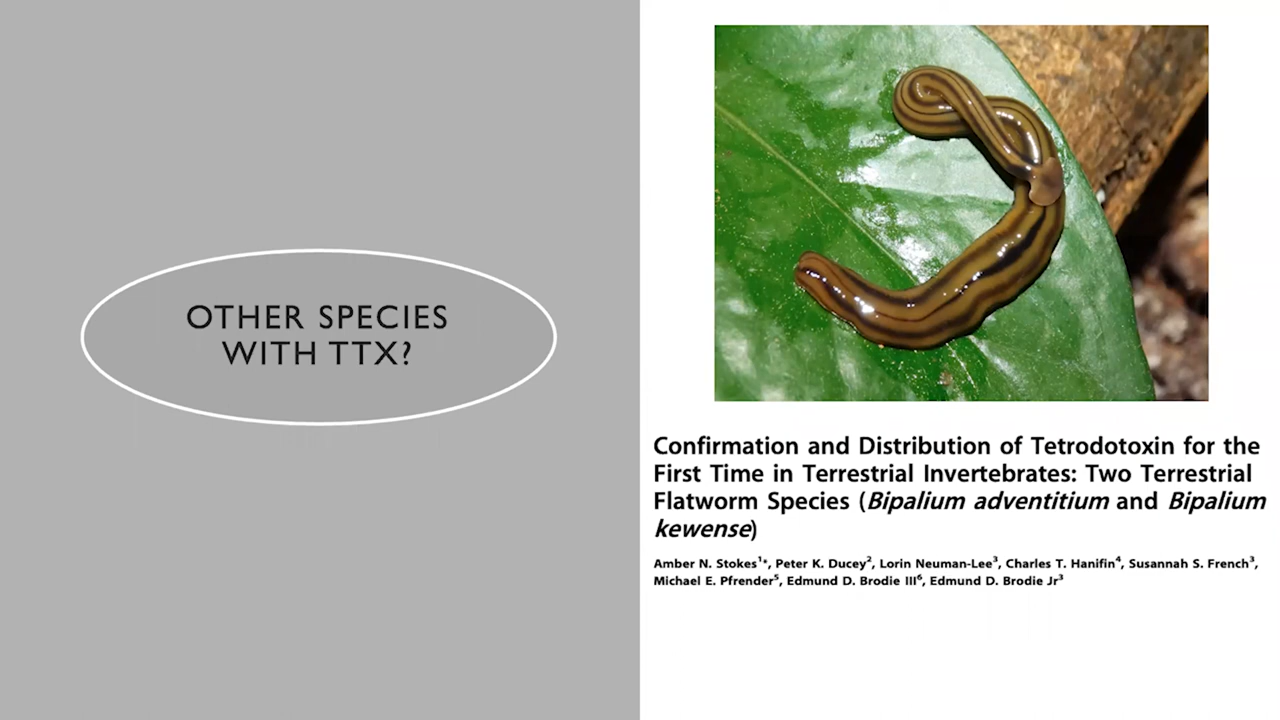 OTHER SPECIES
WITH TTX?
Confirmation and Distribution of Tetrodotoxin for the
First Time in Terrestrial Invertebrates: Two Terrestrial
Flatworm Species (Bipalium adventitium and Bipalium
kewense)
Amber N. Stokes¹*, Peter K. Ducey², Lorin Neuman-Lee³, Charles T. Hanifin⁴, Susannah S. French³,
Michael E. Pfrender⁵, Edmund D. Brodie III⁶, Edmund D. Brodie Jr³